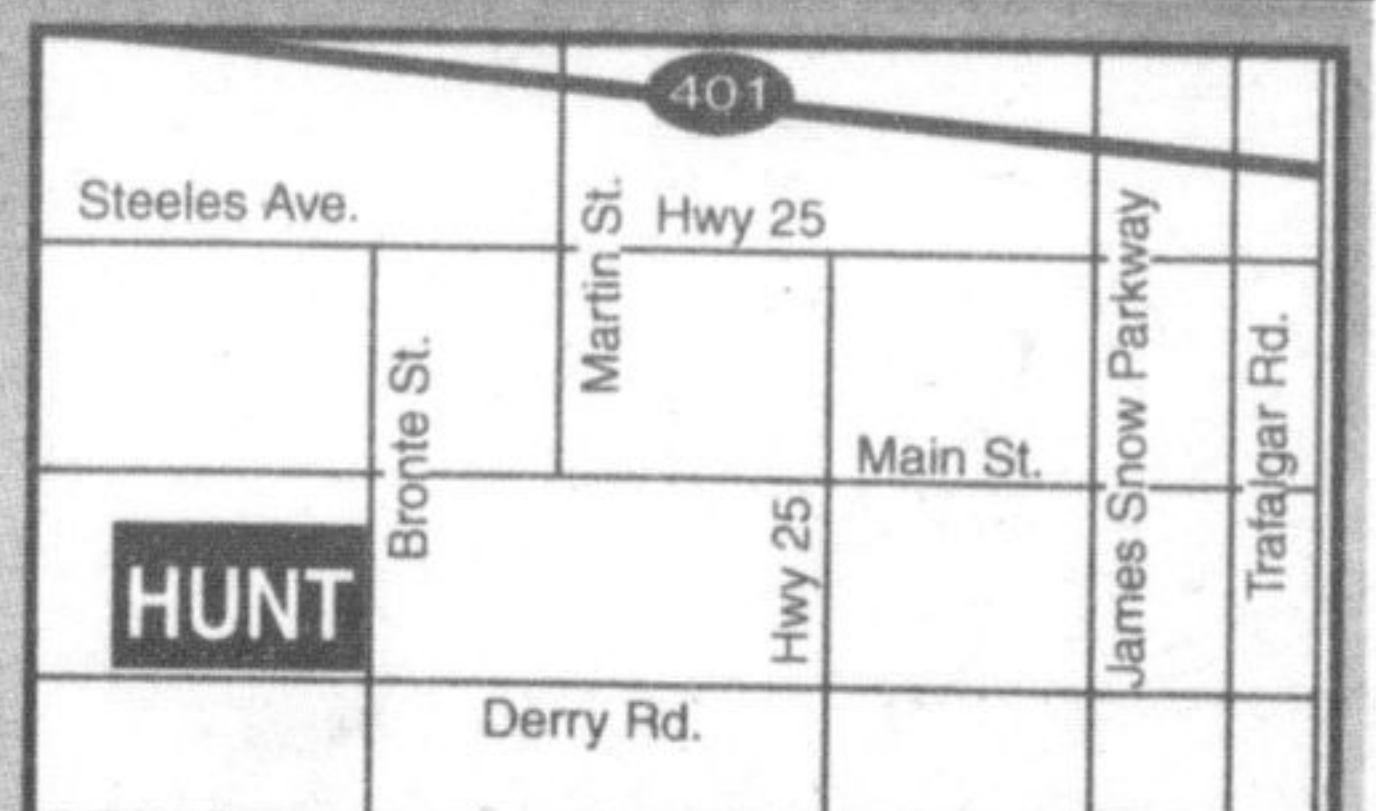 401
Steeles Ave.
Martin St.
Hwy 25
James Snow Parkway
Trafalgar Rd.
Bronte St.
Main St.
HUNT
Hwy 25
Derry Rd.